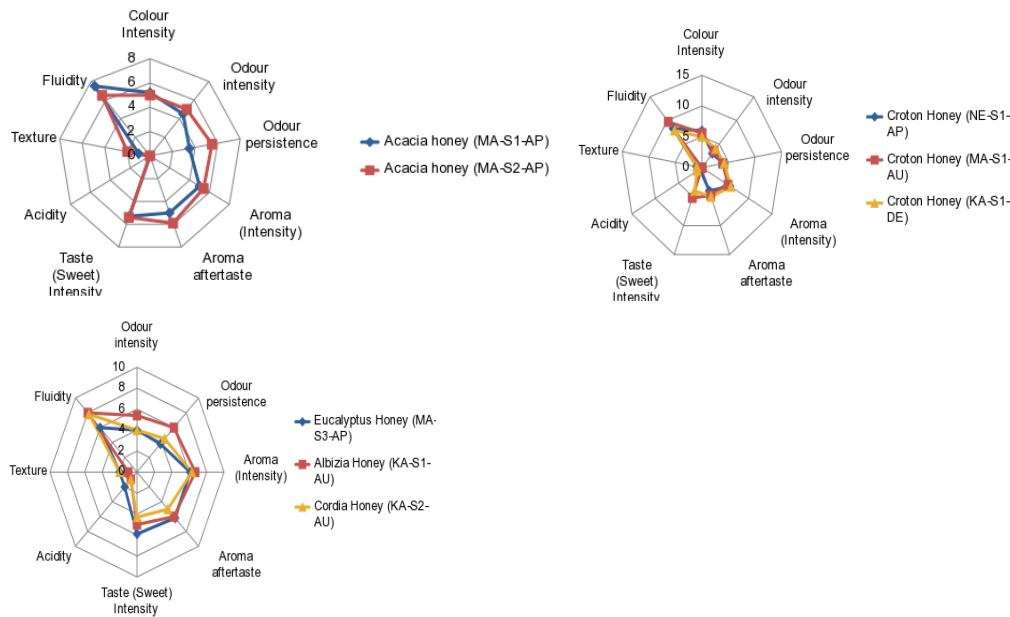 Colour
Intensity
8
6
4
2
0
Odour
intensity
Odour
persistence
Aroma
(Intensity)
Aroma
aftertaste
Taste
(Sweet)
Intensity
Acidity
Texture
Fluidity
Acacia honey (MA-S1-AP)
Acacia honey (MA-S2-AP)
Colour
Intensity
15
10
5
0
Odour
intensity
Odour
persistence
Aroma
(Intensity)
Aroma
aftertaste
Taste
(Sweet)
Intensity
Acidity
Texture
Fluidity
Croton Honey (NE-S1-
AP)
Croton Honey (MA-S1-
AU)
Croton Honey (KA-S1-
DE)
Odour
intensity
10
8
6
4
2
0
Odour
persistence
Aroma
(Intensity)
Aroma
aftertaste
Taste (Sweet)
Intensity
Acidity
Texture
Fluidity
Eucalyptus Honey (MA-
S3-AP)
Albizia Honey (KA-S1-
AU)
Cordia Honey (KA-S2-
AU)